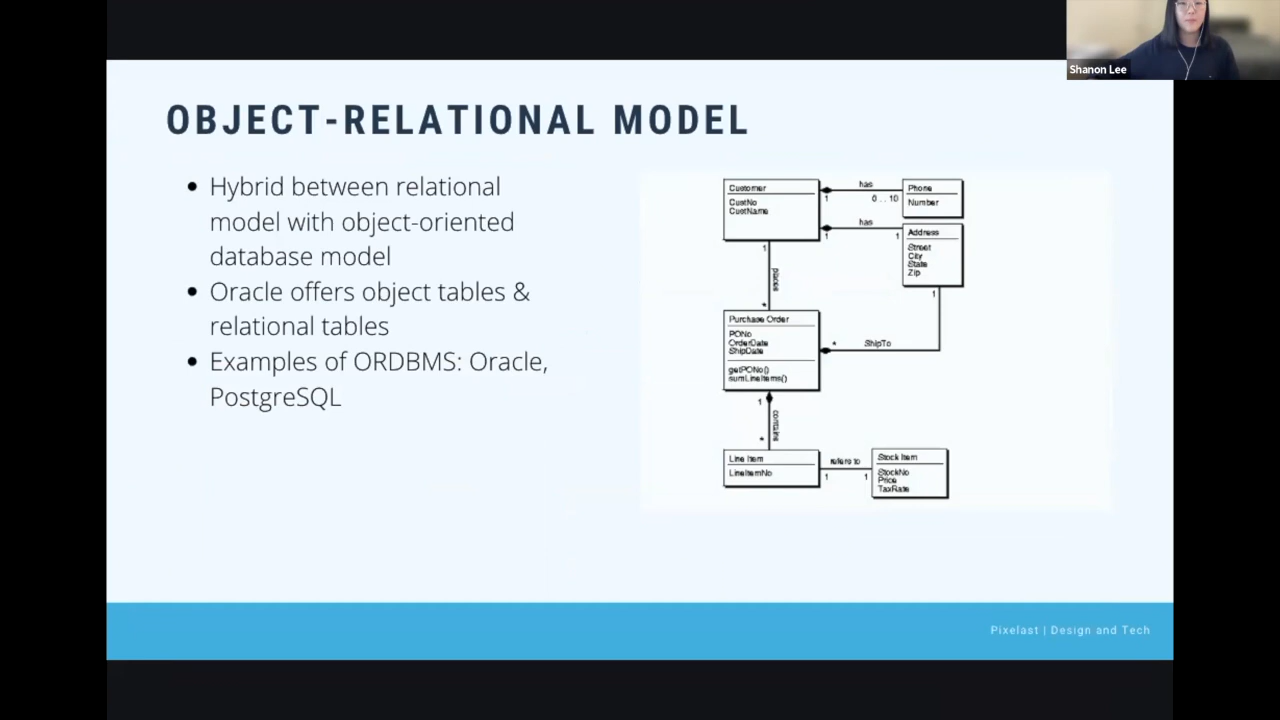 Shanon Lee
OBJECT-RELATIONAL MODEL
Hybrid between relational
model with object-oriented
database model
Oracle offers object tables &
relational tables
Examples of ORDBMS: Oracle,
PostgreSQL
Customer
CustNo
CustName
has
1
0 . . 10
Phone
Number
has
1
1
Address
Street
City
State
Zip
1
places
*
1
Purchase Order
PONo
OrderDate
ShipDate
getPONo()
sumLineItems()
*
ShipTo
1
contains
*
Line Item
LineItemNo
refers to
1
1
Stock Item
StockNo
Price
TaxRate
Pixelast | Design and Tech